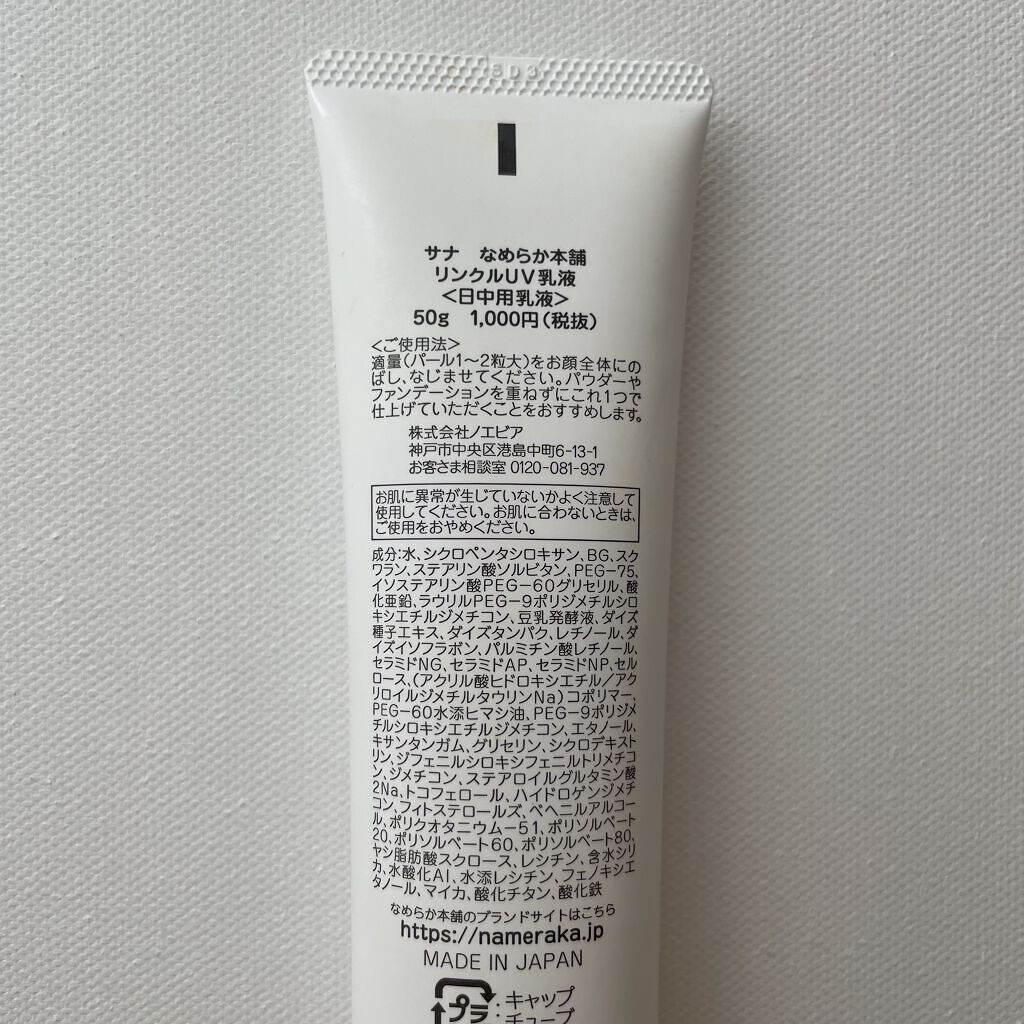 8D3
サナ なめらか本舗
リンクルUV乳液
<日中用乳液>
50g 1,000円(税抜)
<ご使用法>
適量(パール1~2粒大)をお顔全体にの
ばし、なじませてください。パウダーや
ファンデーションを重ねずにこれ1つで
仕上げていただくことをおすすめします。
株式会社ノエビア
神戸市中央区港島中町6-13-1
お客さま相談室 0120-081-937
お肌に異常が生じていないかよく注意して
使用してください。お肌に合わないときは、
ご使用をおやめください。
成分:水、シクロペンタシロキサン、BG、スク
ワラン、ステアリン酸ソルビタン、PEG-75、
イソステアリン酸PEG-60グリセリル、酸
化亜鉛、ラウリルPEG-9ポリジメチルシロ
キシエチルジメチコン、豆乳発酵液、ダイズ
種子エキス、ダイズタンパク、レチノール、ダ
イズイソフラボン、パルミチン酸レチノール、
セラミドNG、セラミドAP、セラミドNP、セル
ロース、(アクリル酸ヒドロキシエチル/アク
リロイルジメチルタウリンNa)コポリマー、
PEG-60水添ヒマシ油、PEG-9ポリジメ
チルシロキシエチルジメチコン、エタノール、
キサンタンガム、グリセリン、シクロデキスト
リン、ジフェニルシロキシフェニルトリメチコ
ン、ジメチコン、ステアロイルグルタミン酸
2Na、トコフェロール、ハイドロゲンジメチ
コン、フィトステロールズ、ベヘニルアルコー
ル、ポリクオタニウム-51、ポリソルベート
20、ポリソルベート60、ポリソルベート80、
ヤシ脂肪酸スクロース、レシチン、含水シリ
カ、水酸化Al、水添レシチン、フェノキシエ
タノール、マイカ、酸化チタン、酸化鉄
なめらか本舗のブランドサイトはこちら
https://nameraka.jp
MADE IN JAPAN
プラ :キャップ
:チューブ